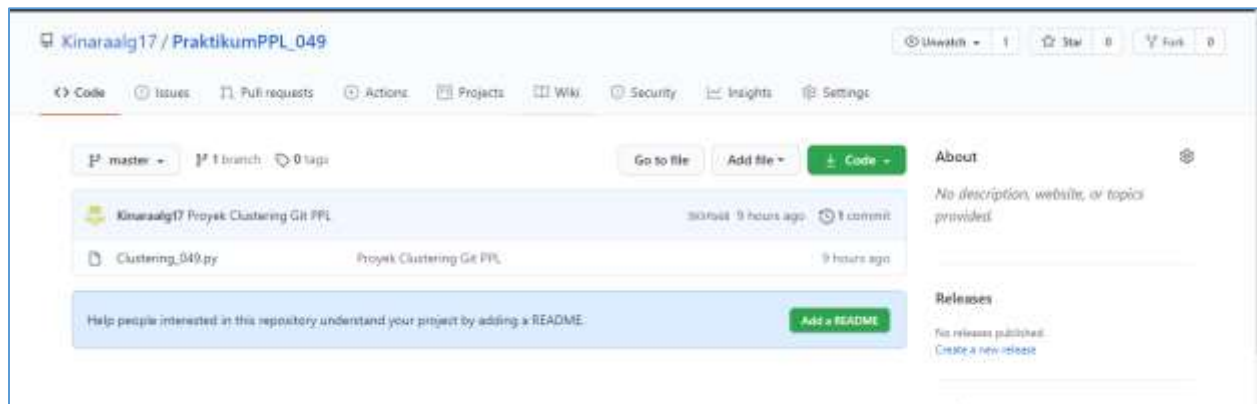 Kinaraalg17 / PraktikumPPL_049
Unwatch 1 Star 0 Fork 0
<> Code Issues Pull requests Actions Projects Wiki Security Insights Settings
master 1 branch 0 tags Go to file Add file Code
About
No description, website, or topics
provided.
Kinaraalg17 Proyek Clustering Git PPL 9 hours ago 1 commit
Clustering_049.py Proyek Clustering Git PPL 9 hours ago
Releases
Help people interested in this repository understand your project by adding a README. Add a README
No releases published
Create a new release